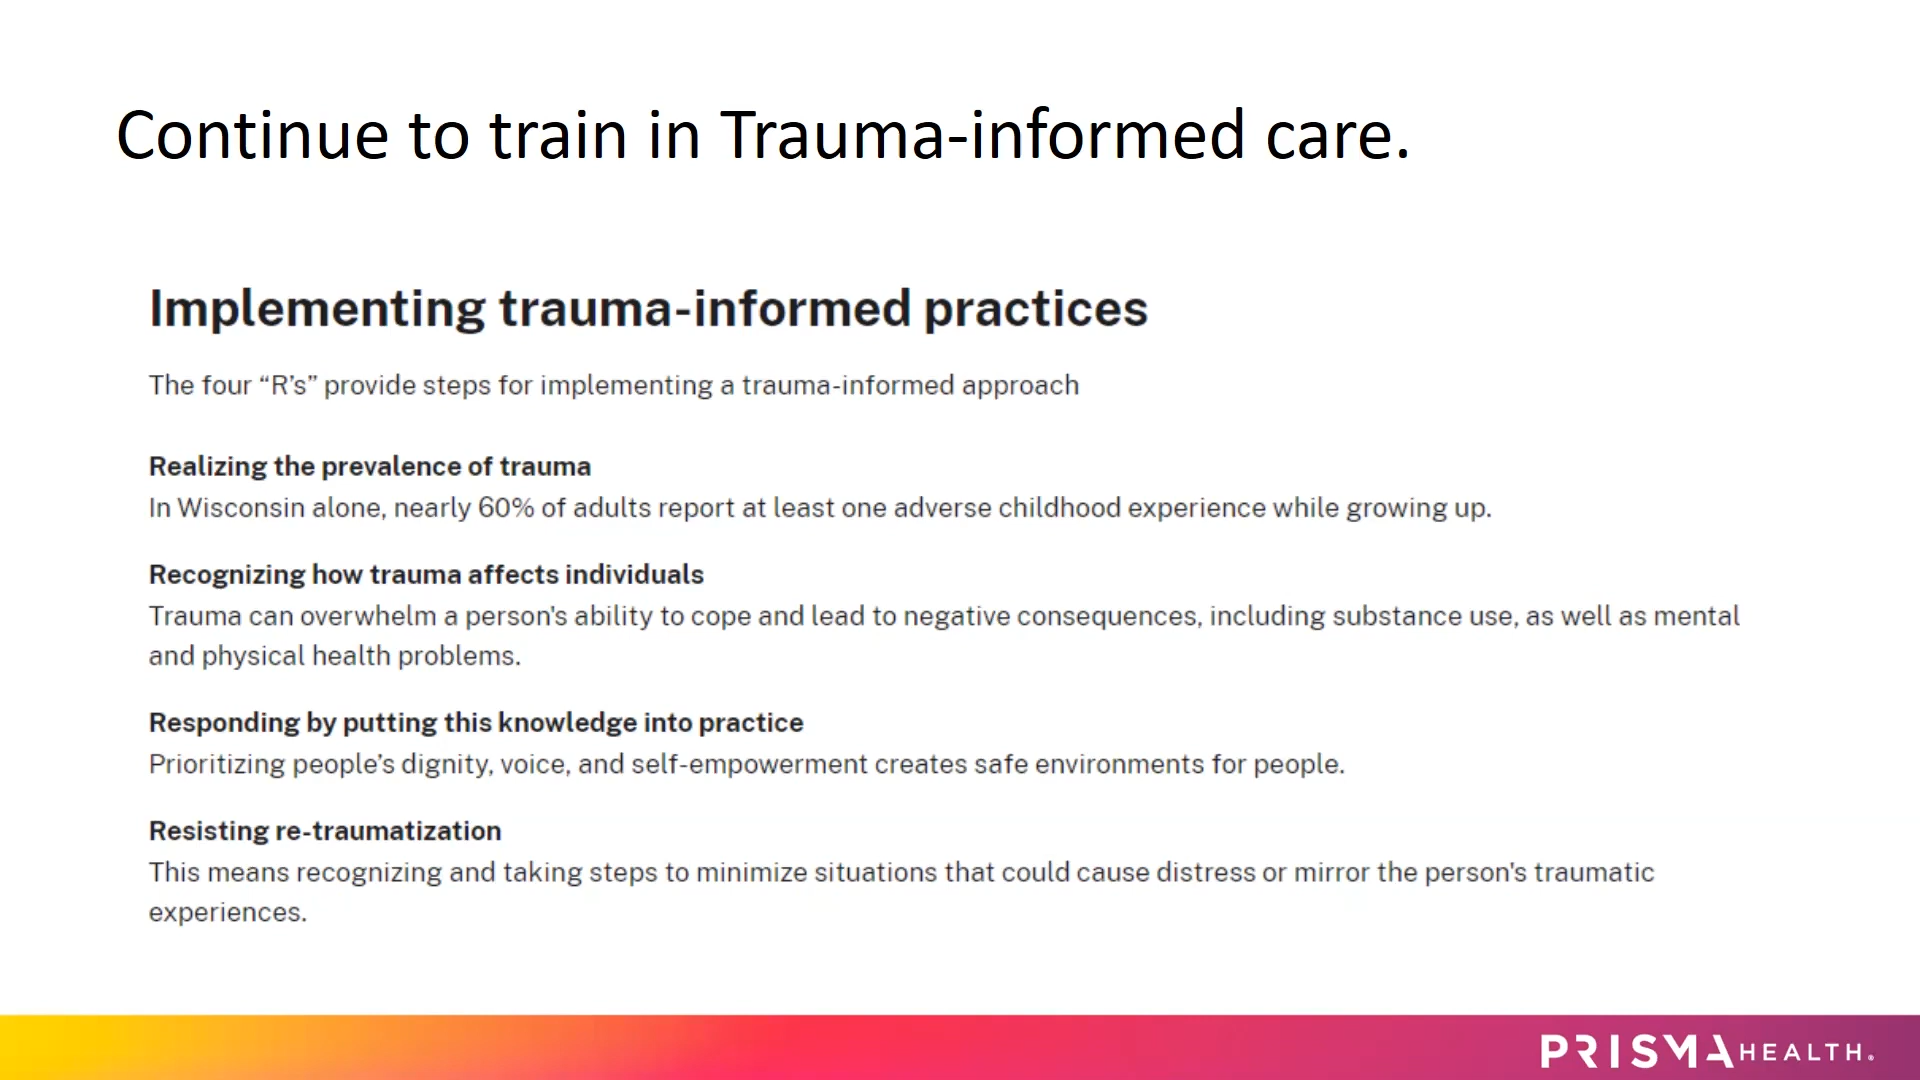 Continue to train in Trauma-informed care.
Implementing trauma-informed practices
The four “R’s” provide steps for implementing a trauma-informed approach
Realizing the prevalence of trauma
In Wisconsin alone, nearly 60% of adults report at least one adverse childhood experience while growing up.
Recognizing how trauma affects individuals
Trauma can overwhelm a person's ability to cope and lead to negative consequences, including substance use, as well as mental
and physical health problems.
Responding by putting this knowledge into practice
Prioritizing people’s dignity, voice, and self-empowerment creates safe environments for people.
Resisting re-traumatization
This means recognizing and taking steps to minimize situations that could cause distress or mirror the person's traumatic
experiences.
PRISMA HEALTH®